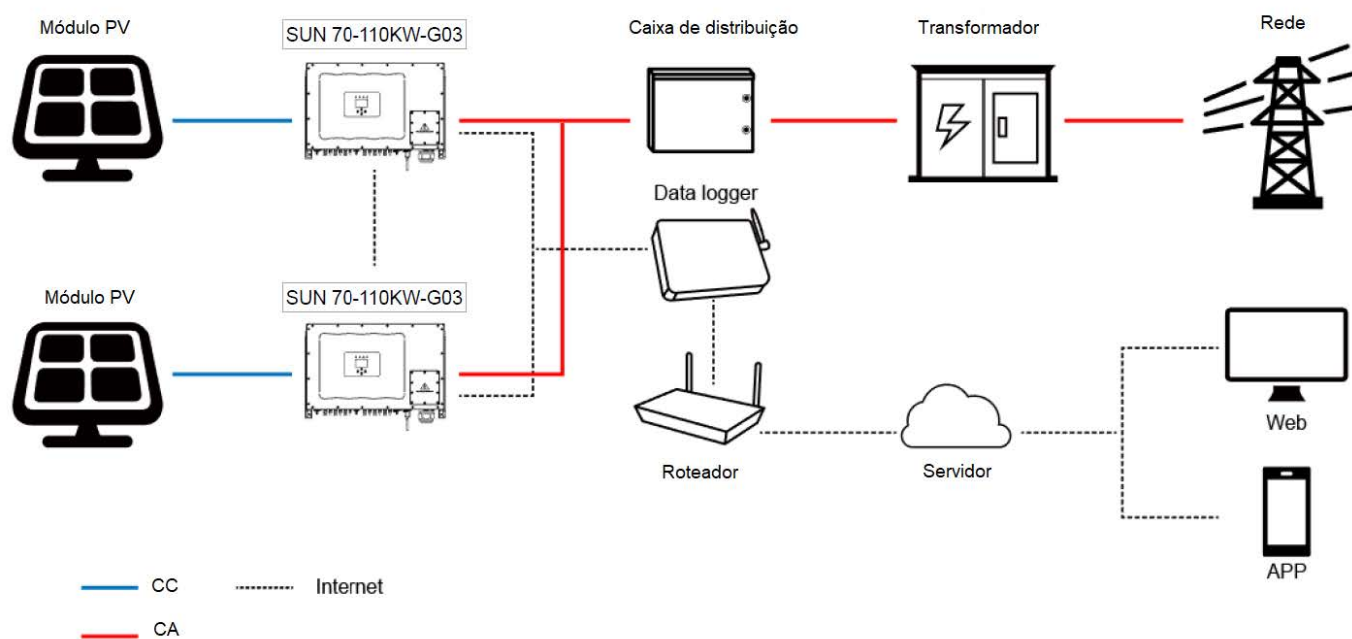 Módulo PV
SUN 70-110KW-G03
Caixa de distribuição
Transformador
Rede
Data logger
Módulo PV
SUN 70-110KW-G03
Web
Roteador
Servidor
APP
CC
Internet
CA